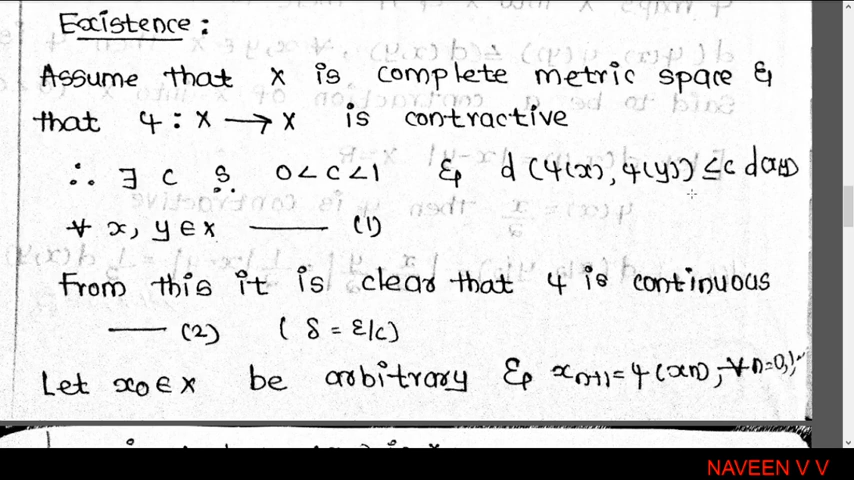 Existence:
Assume that X is complete metric space &
that Ψ : X → X is contractive
∴ ∃ c s. 0 < c < 1 & d(Ψ(x), Ψ(y)) ≤ c d(x,y)
∀ x, y ∈ X —— (1)
From this it is clear that Ψ is continuous
—— (2) ( δ = ε/c)
Let x₀ ∈ X be arbitrary & xₙ₊₁ = Ψ(xₙ), ∀ n=0,1,
NAVEEN V V